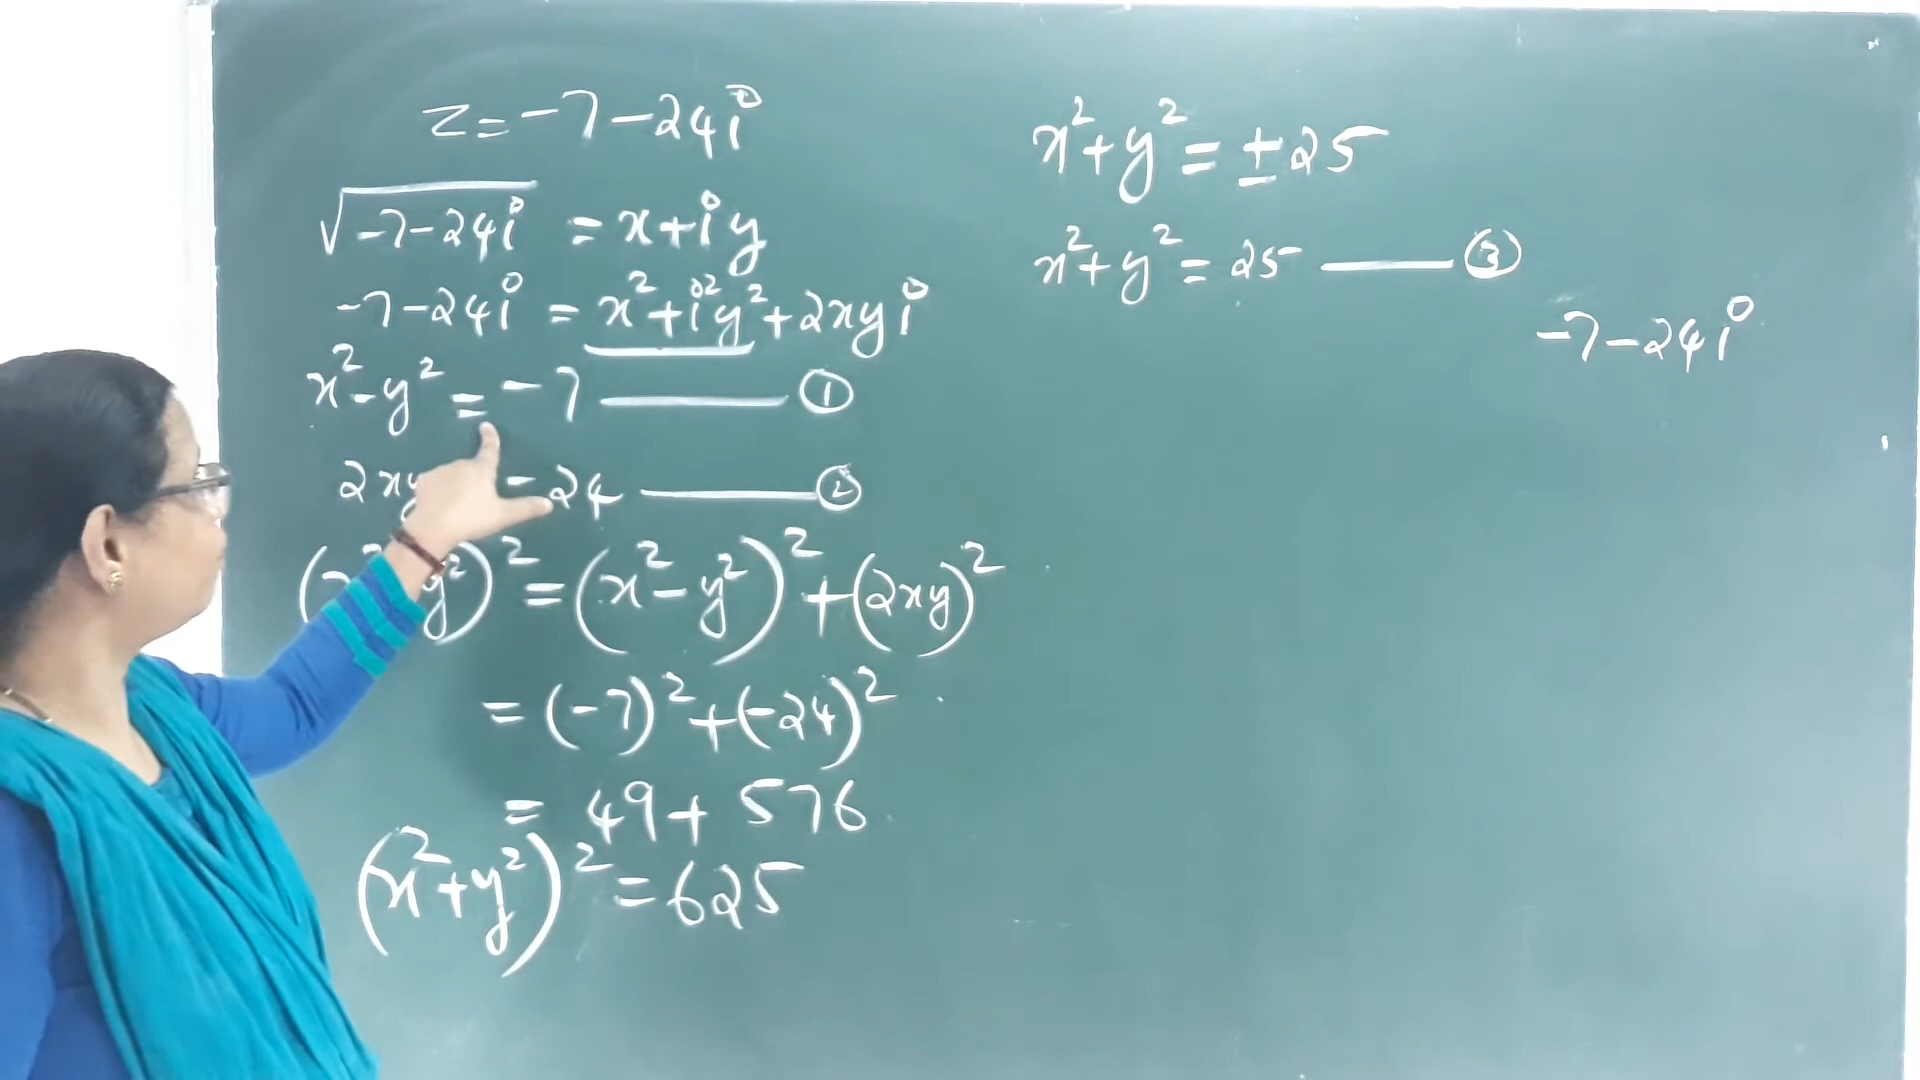 z = -7 - 24i
√-7-24i = x + iy
-7-24i = x² + i²y² + 2xyi
x² - y² = -7 —— ①
2xy -24 —— ②
( y²)² = (x² - y²)² + (2xy)²
= (-7)² + (-24)²
= 49 + 576
(x² + y²)² = 625
x² + y² = ± 25
x² + y² = 25 —— ③
-7 - 24i